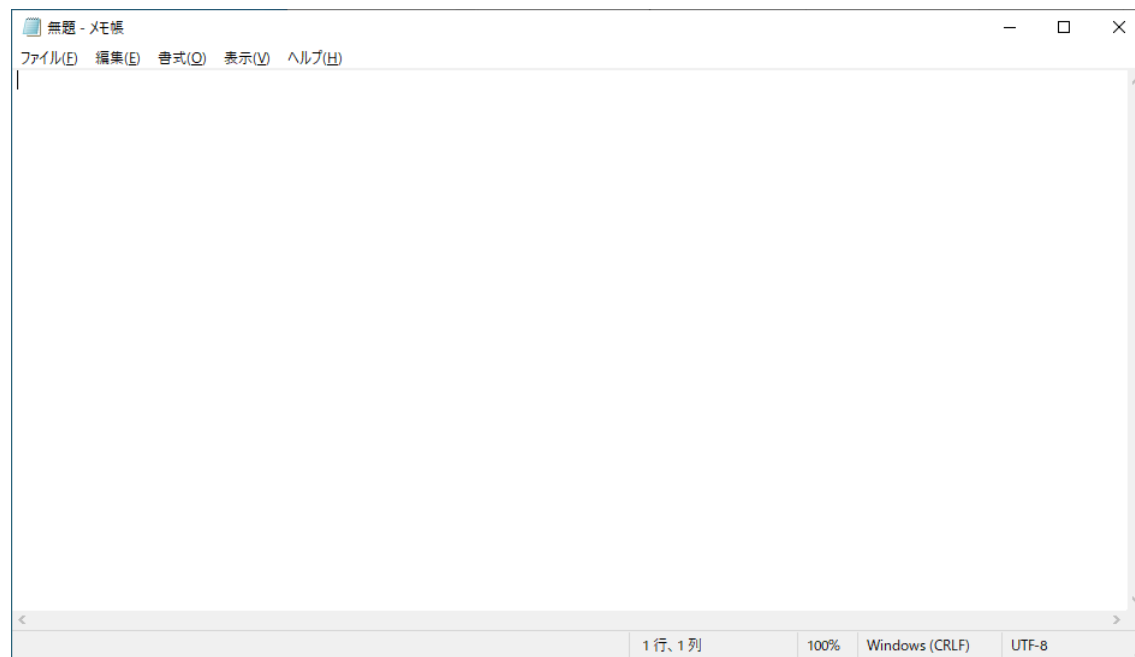 無題 - メモ帳
ファイル(F) 編集(E) 書式(O) 表示(V) ヘルプ(H)
1 行、1 列 100% Windows (CRLF) UTF-8